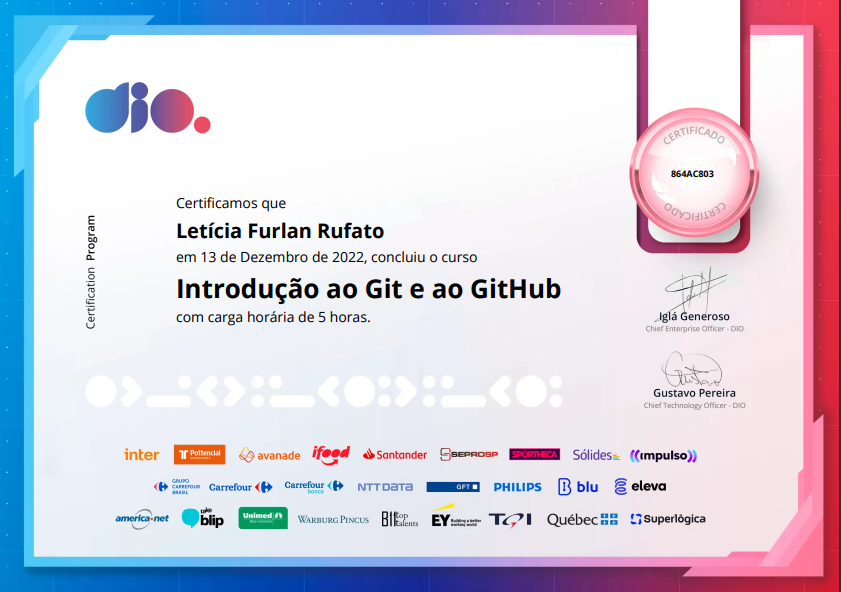 dio.
CERTIFICADO
864AC803
CERTIFICADO
Certification Program
Certificamos que
Letícia Furlan Rufato
em 13 de Dezembro de 2022, concluiu o curso
Introdução ao Git e ao GitHub
com carga horária de 5 horas.
Iglá Generoso
Chief Enterprise Officer - DIO
Gustavo Pereira
Chief Technology Officer - DIO
inter Pottencial avanade ifood Santander SEPROSP SPORTHECA Sólides impulso
GRUPO CARREFOUR BRASIL Carrefour Carrefour banco NTT DATA GFT PHILIPS blu eleva
america net take blip Unimed WARBURG PINCUS BH top talents EY Building a better working world TQI Québec Superlógica